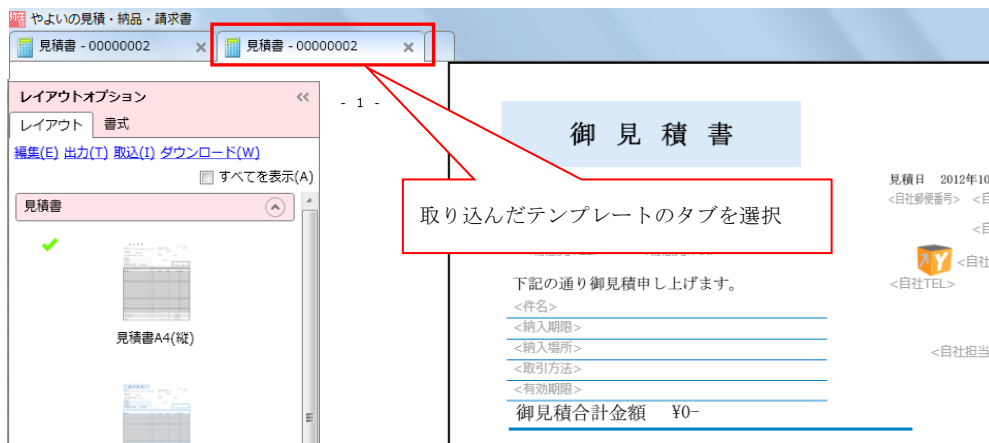 やよいの見積・納品・請求書
見積書 - 00000002
見積書 - 00000002
レイアウトオプション
- 1 -
レイアウト 書式
編集(E) 出力(T) 取込(I) ダウンロード(W)
すべてを表示(A)
見積書
見積書A4(縦)
御見積書
見積日 2012年10
<自社郵便番号> <自
取り込んだテンプレートのタブを選択
<自社
下記の通り御見積申し上げます。
<自社TEL>
<件名>
<納入期限>
<納入場所>
<自社担当
<取引方法>
<有効期限>
御見積合計金額 ¥0-